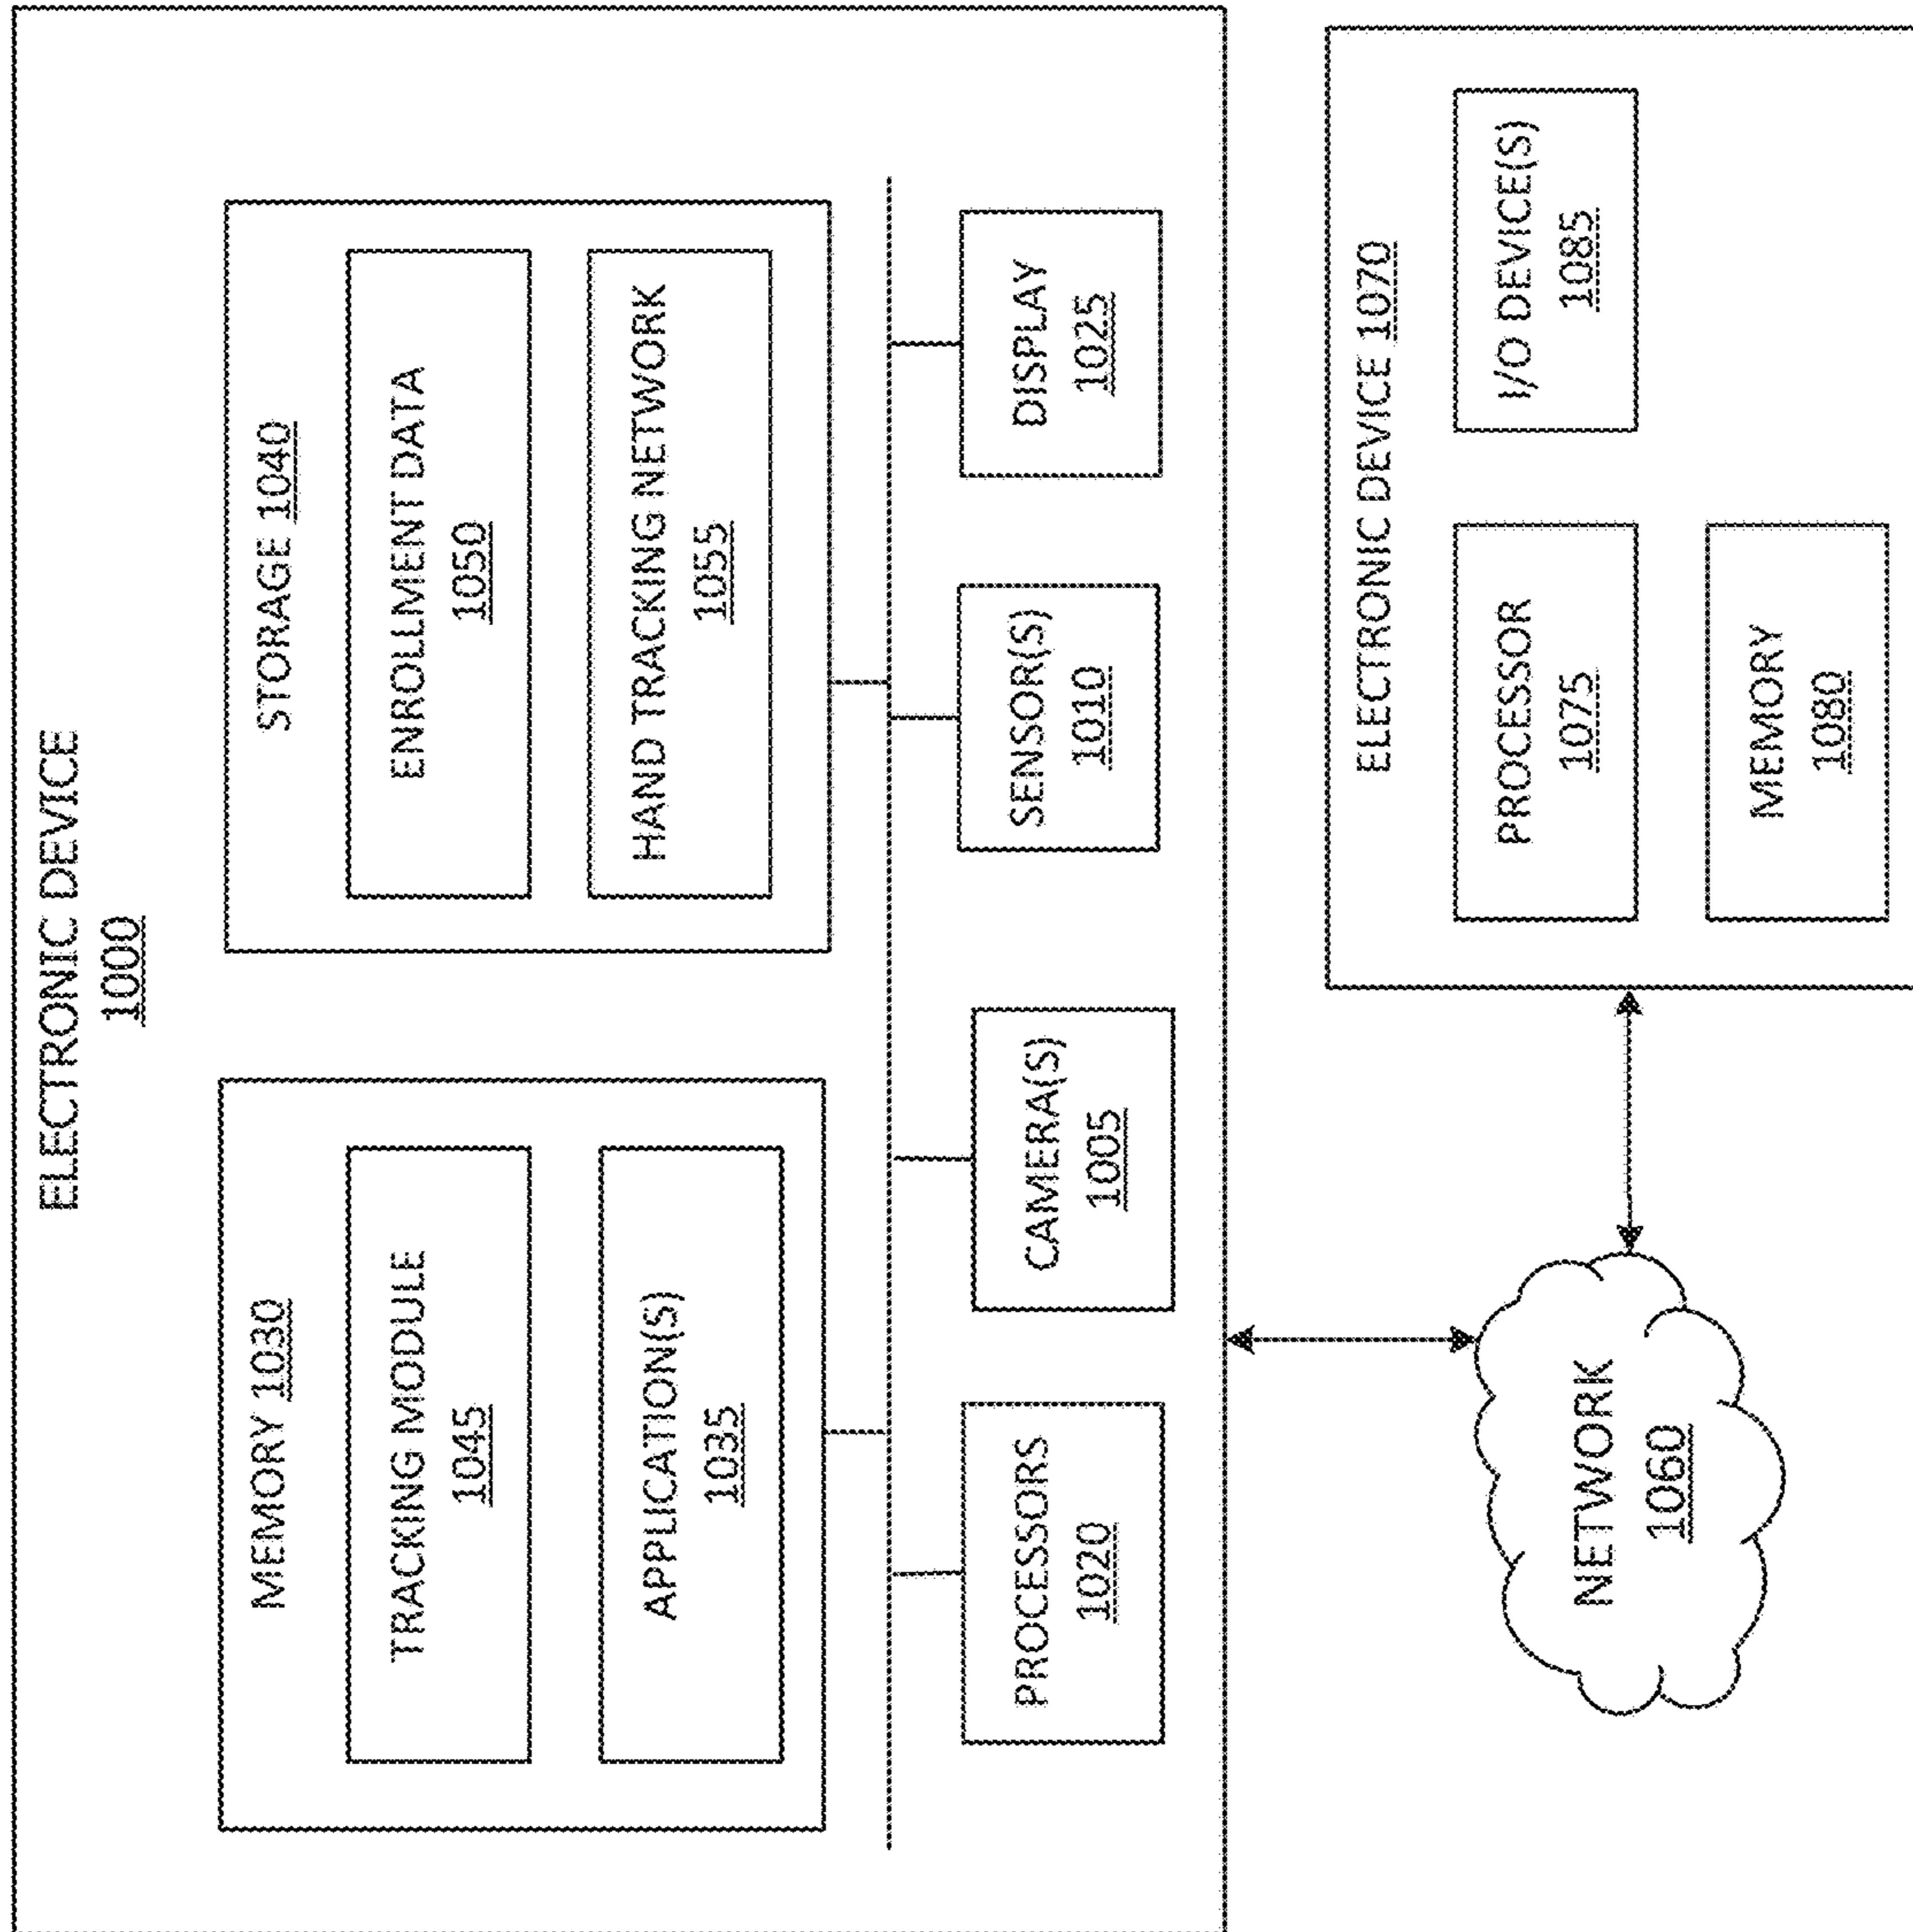 ELECTRONIC DEVICE
1000
MEMORY 1030
TRACKING MODULE
1045
APPLICATION(S)
1035
STORAGE 1040
ENROLLMENT DATA
1050
HAND TRACKING NETWORK
1055
PROCESSORS
1020
CAMERA(S)
1005
SENSOR(S)
1010
DISPLAY
1025
NETWORK
1060
ELECTRONIC DEVICE 1070
PROCESSOR
1075
I/O DEVICE(S)
1085
MEMORY
1080